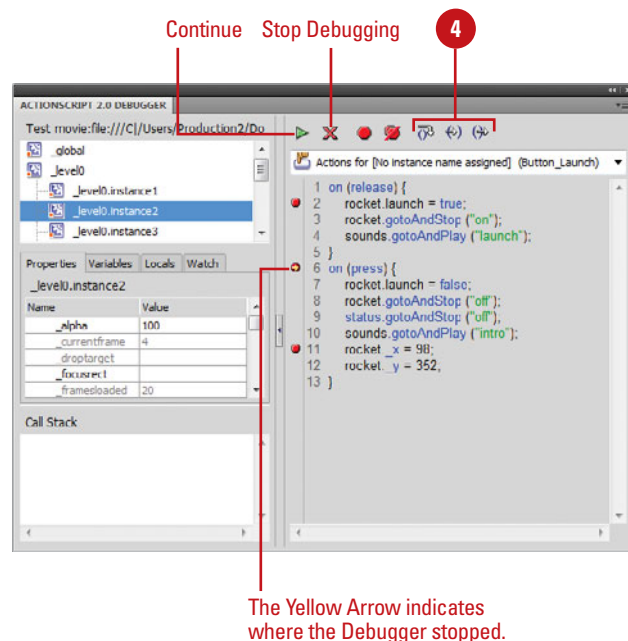 Continue Stop Debugging 4
ACTIONSCRIPT 2.0 DEBUGGER
Test movie:file:///C|/Users/Production2/Do
_global
_level0
_level0.instance1
_level0.instance2
_level0.instance3
Properties Variables Locals Watch
_level0.instance2
Name Value
_alpha 100
_currentframe 4
_droptarget
_focusrect
_framesloaded 20
Call Stack
Actions for [No instance name assigned] (Button_Launch)
1 on (release) {
2 rocket.launch = true;
3 rocket.gotoAndStop ("on");
4 sounds.gotoAndPlay ("launch");
5 }
6 on (press) {
7 rocket.launch = false;
8 rocket.gotoAndStop ("off");
9 status.gotoAndStop ("off");
10 sounds.gotoAndPlay ("intro");
11 rocket._x = 98;
12 rocket._y = 352;
13 }
The Yellow Arrow indicates
where the Debugger stopped.